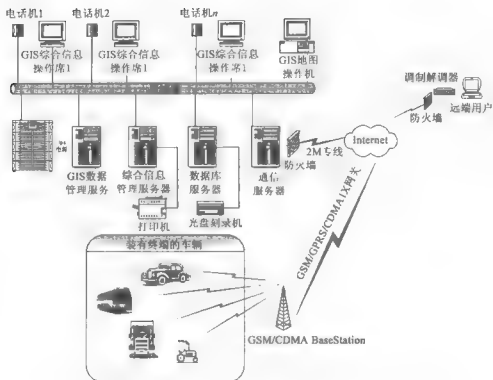 电话机1
电话机2
电话机n
GIS综合信息
操作席1
GIS综合信息
操作席1
GIS综合信息
操作席1
GIS地图
操作机
调制解调器
远端用户
防火墙
Internet
2M专线
防火墙
电源
GIS数据
管理服务
综合信息
管理服务器
数据库
服务器
通信
服务器
打印机
光盘刻录机
GSM/GPRS/CDMA1X网关
装有终端的车辆
GSM/CDMA BaseStation